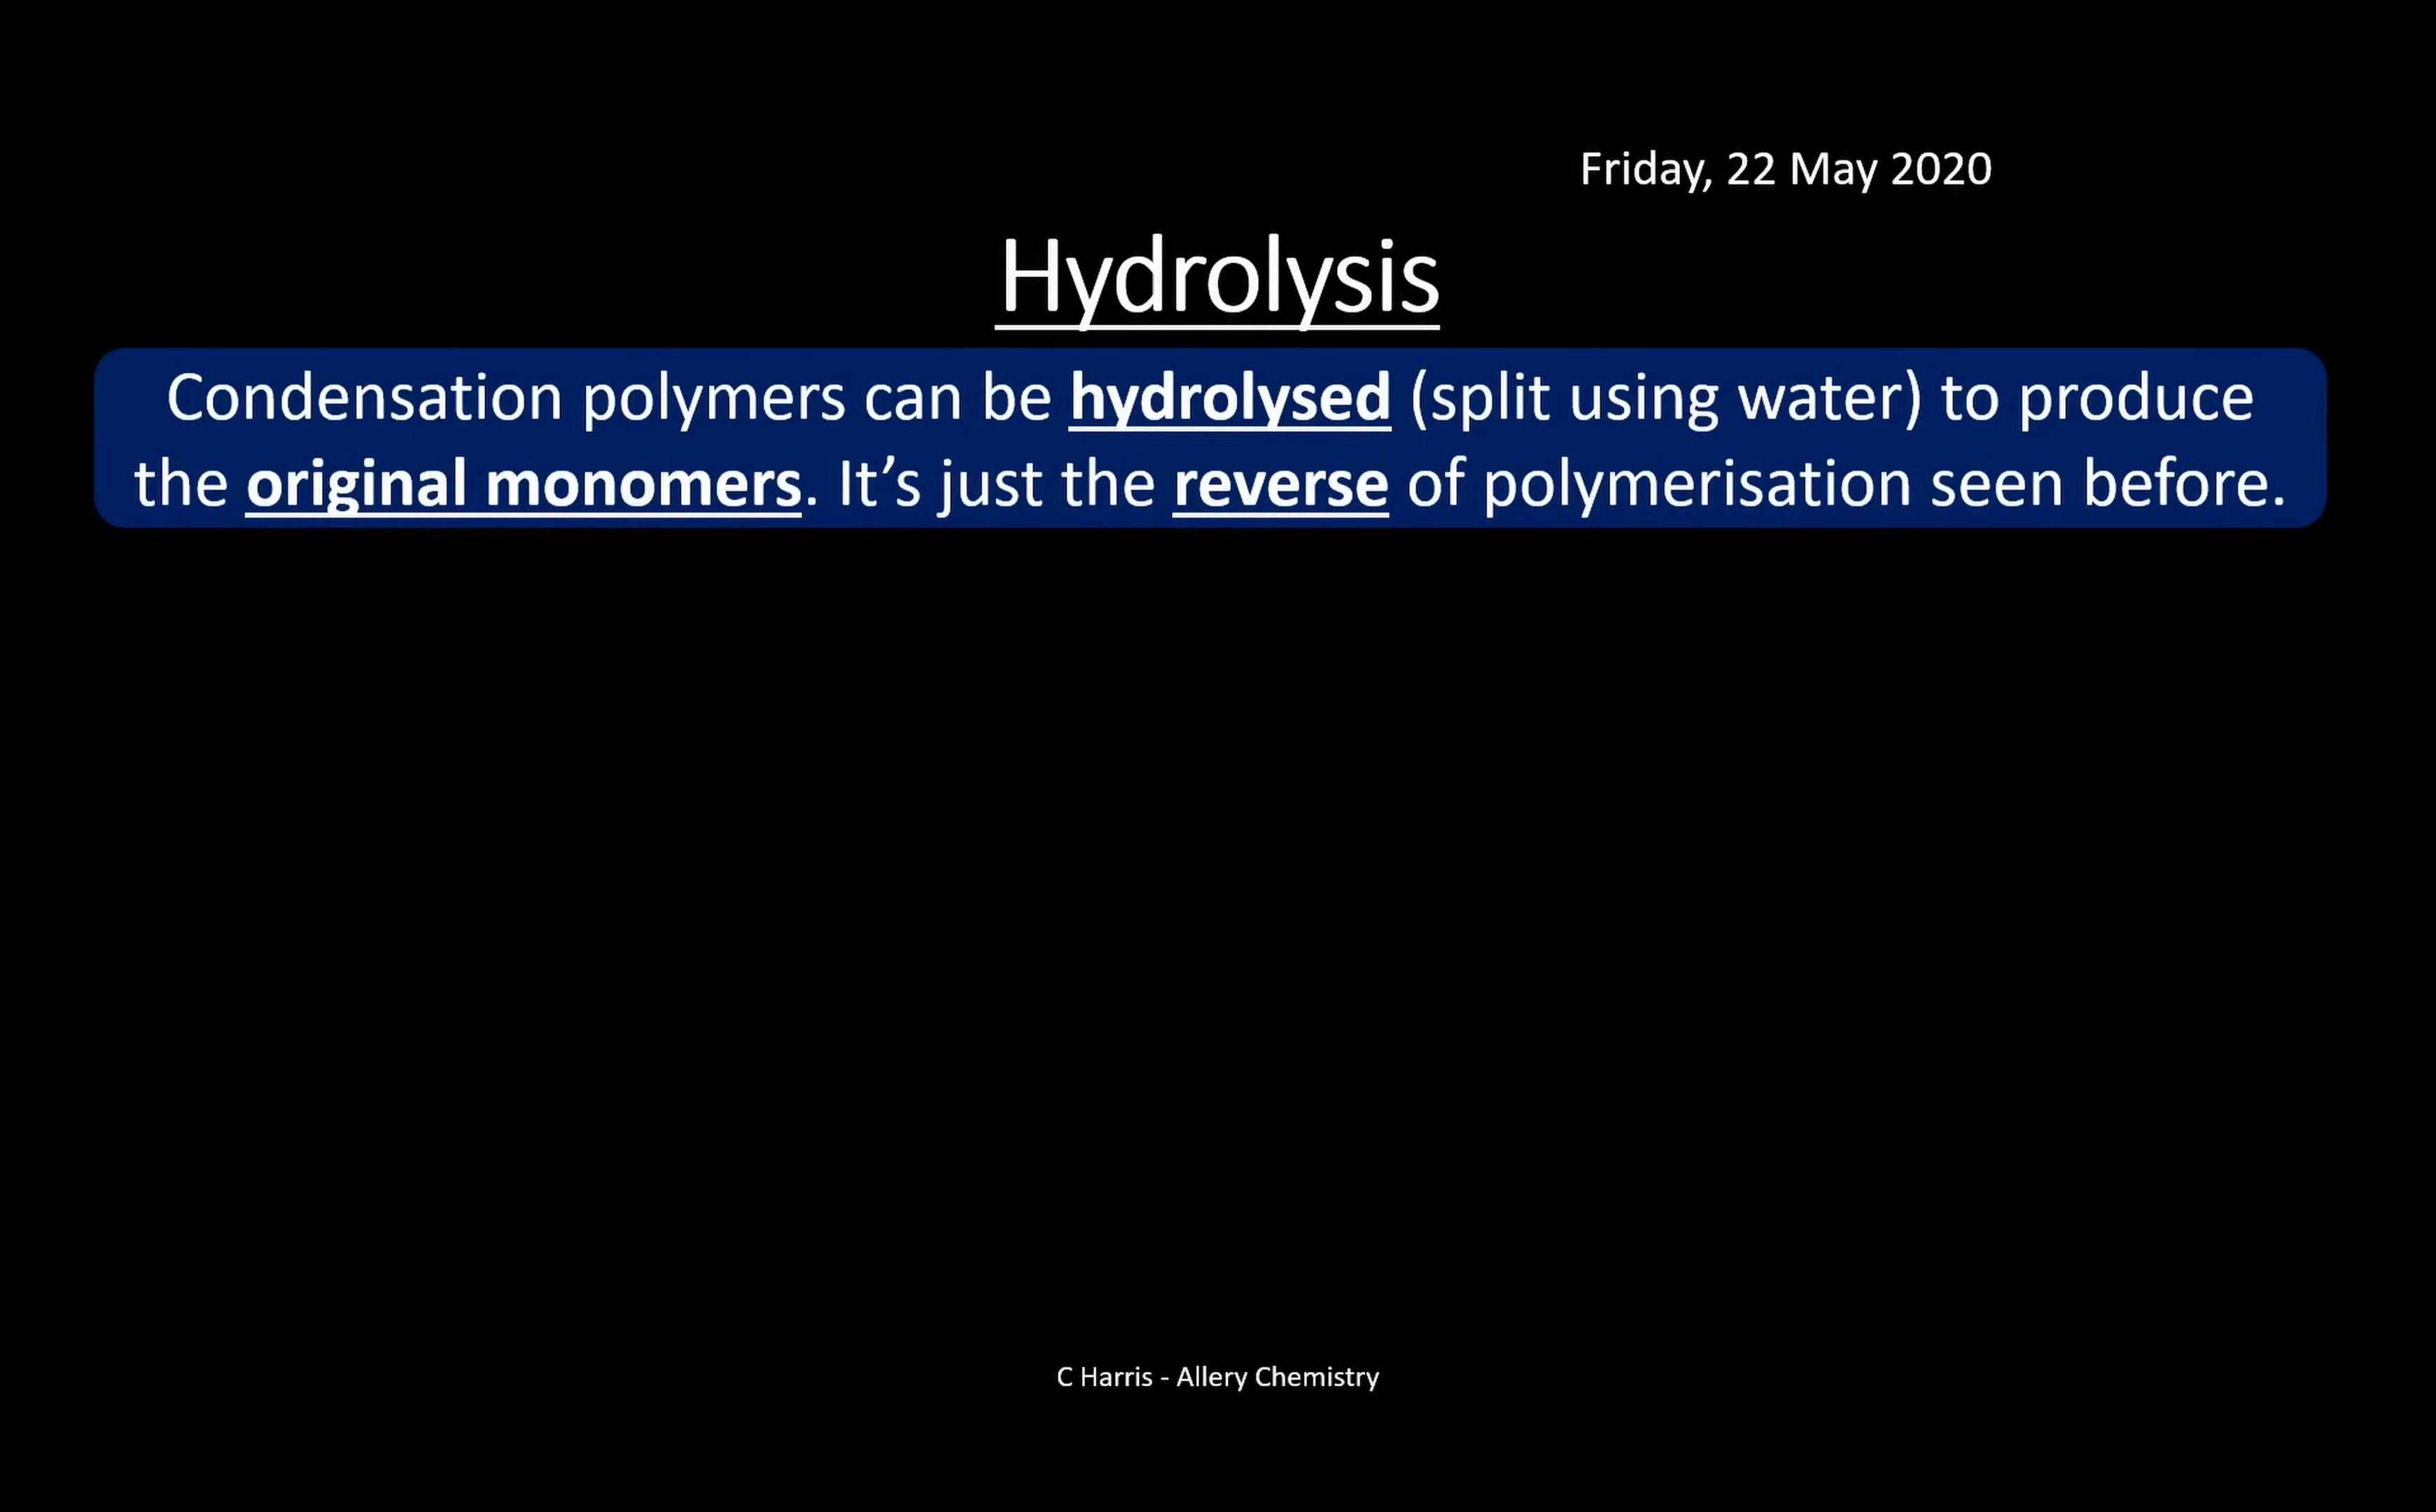 Friday, 22 May 2020
Hydrolysis
Condensation polymers can be hydrolysed (split using water) to produce
the original monomers. It’s just the reverse of polymerisation seen before.
C Harris - Allery Chemistry